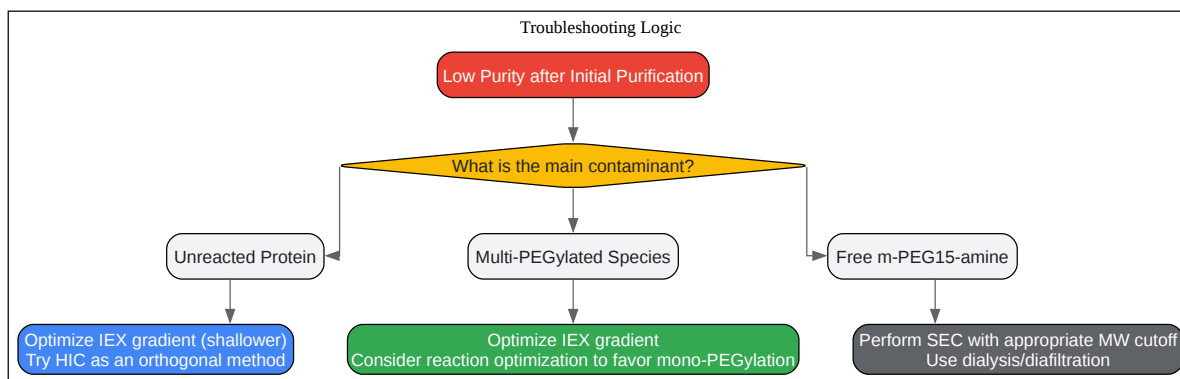 Troubleshooting Logic
Low Purity after Initial Purification
What is the main contaminant?
Unreacted Protein
Multi-PEGylated Species
Free m-PEG15-amine
Optimize IEX gradient (shallower)
Try HIC as an orthogonal method
Optimize IEX gradient
Consider reaction optimization to favor mono-PEGylation
Perform SEC with appropriate MW cutoff
Use dialysis/diafiltration